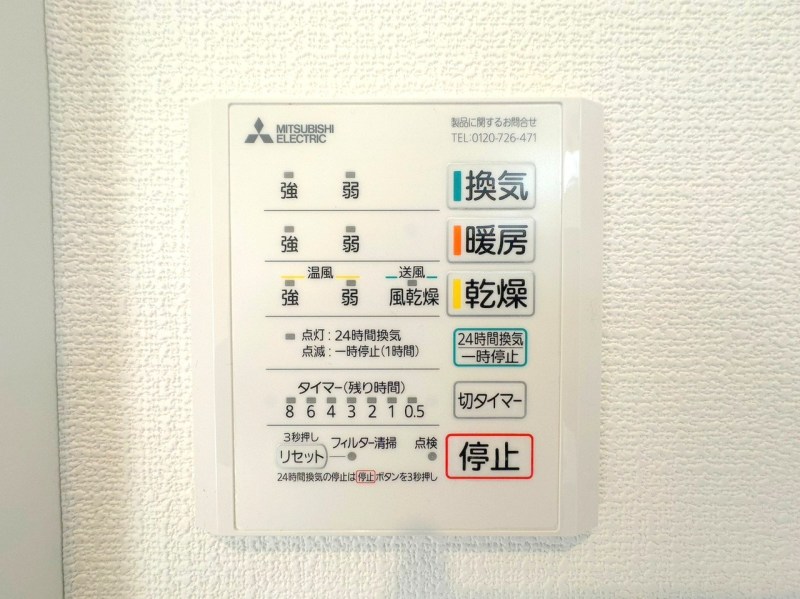 MITSUBISHI
ELECTRIC
製品に関するお問合せ
TEL:0120-726-471
強 弱 換気
強 弱 暖房
温風 送風
強 弱 風乾燥 乾燥
点灯:24時間換気
点滅:一時停止(1時間)
24時間換気
一時停止
タイマー(残り時間)
8 6 4 3 2 1 0.5
切タイマー
3秒押し
リセット フィルター清掃 点検
停止
24時間換気の停止は停止ボタンを3秒押し